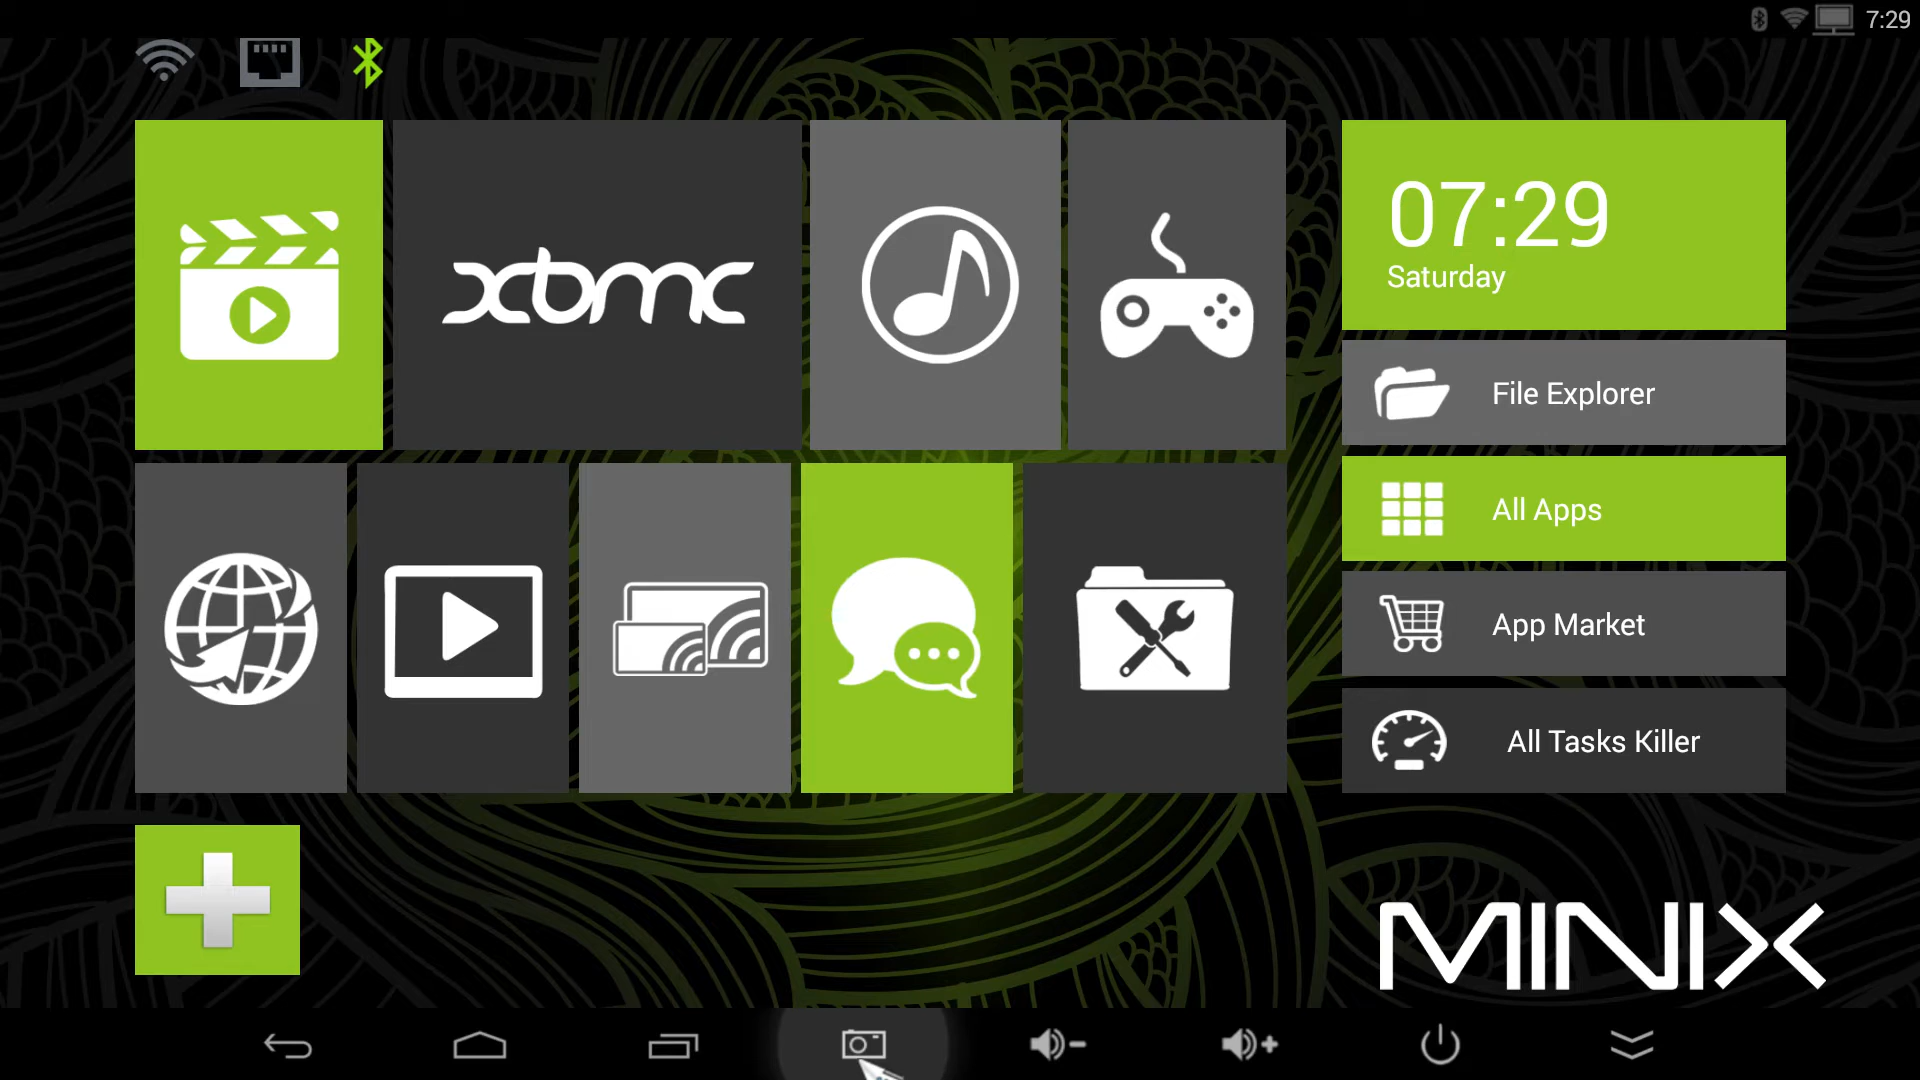 7:29
xbmc
07:29
Saturday
File Explorer
All Apps
App Market
All Tasks Killer
MINIX